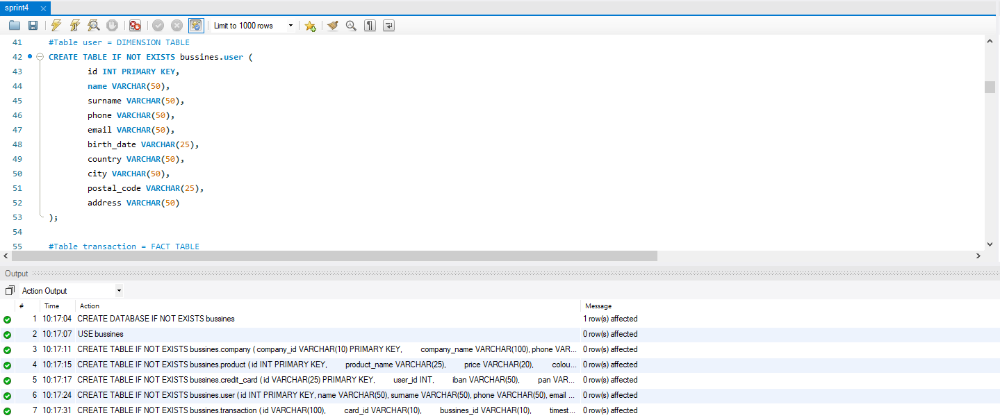 sprint4
Limit to 1000 rows
41 #Table user = DIMENSION TABLE
42 CREATE TABLE IF NOT EXISTS bussines.user (
43 id INT PRIMARY KEY,
44 name VARCHAR(50),
45 surname VARCHAR(50),
46 phone VARCHAR(50),
47 email VARCHAR(50),
48 birth_date VARCHAR(25),
49 country VARCHAR(50),
50 city VARCHAR(50),
51 postal_code VARCHAR(25),
52 address VARCHAR(50)
53 );
54
55 #Table transaction = FACT TABLE
Output
Action Output
# Time Action Message
1 10:17:04 CREATE DATABASE IF NOT EXISTS bussines 1 row(s) affected
2 10:17:07 USE bussines 0 row(s) affected
3 10:17:11 CREATE TABLE IF NOT EXISTS bussines.company ( company_id VARCHAR(10) PRIMARY KEY, company_name VARCHAR(100), phone VAR... 0 row(s) affected
4 10:17:15 CREATE TABLE IF NOT EXISTS bussines.product ( id INT PRIMARY KEY, product_name VARCHAR(25), price VARCHAR(20), colou... 0 row(s) affected
5 10:17:17 CREATE TABLE IF NOT EXISTS bussines.credit_card ( id VARCHAR(25) PRIMARY KEY, user_id INT, iban VARCHAR(50), pan VAR... 0 row(s) affected
6 10:17:24 CREATE TABLE IF NOT EXISTS bussines.user ( id INT PRIMARY KEY, name VARCHAR(50), surname VARCHAR(50), phone VARCHAR(50), email ... 0 row(s) affected
7 10:17:31 CREATE TABLE IF NOT EXISTS bussines.transaction ( id VARCHAR(100), card_id VARCHAR(10), bussines_id VARCHAR(10), timest... 0 row(s) affected